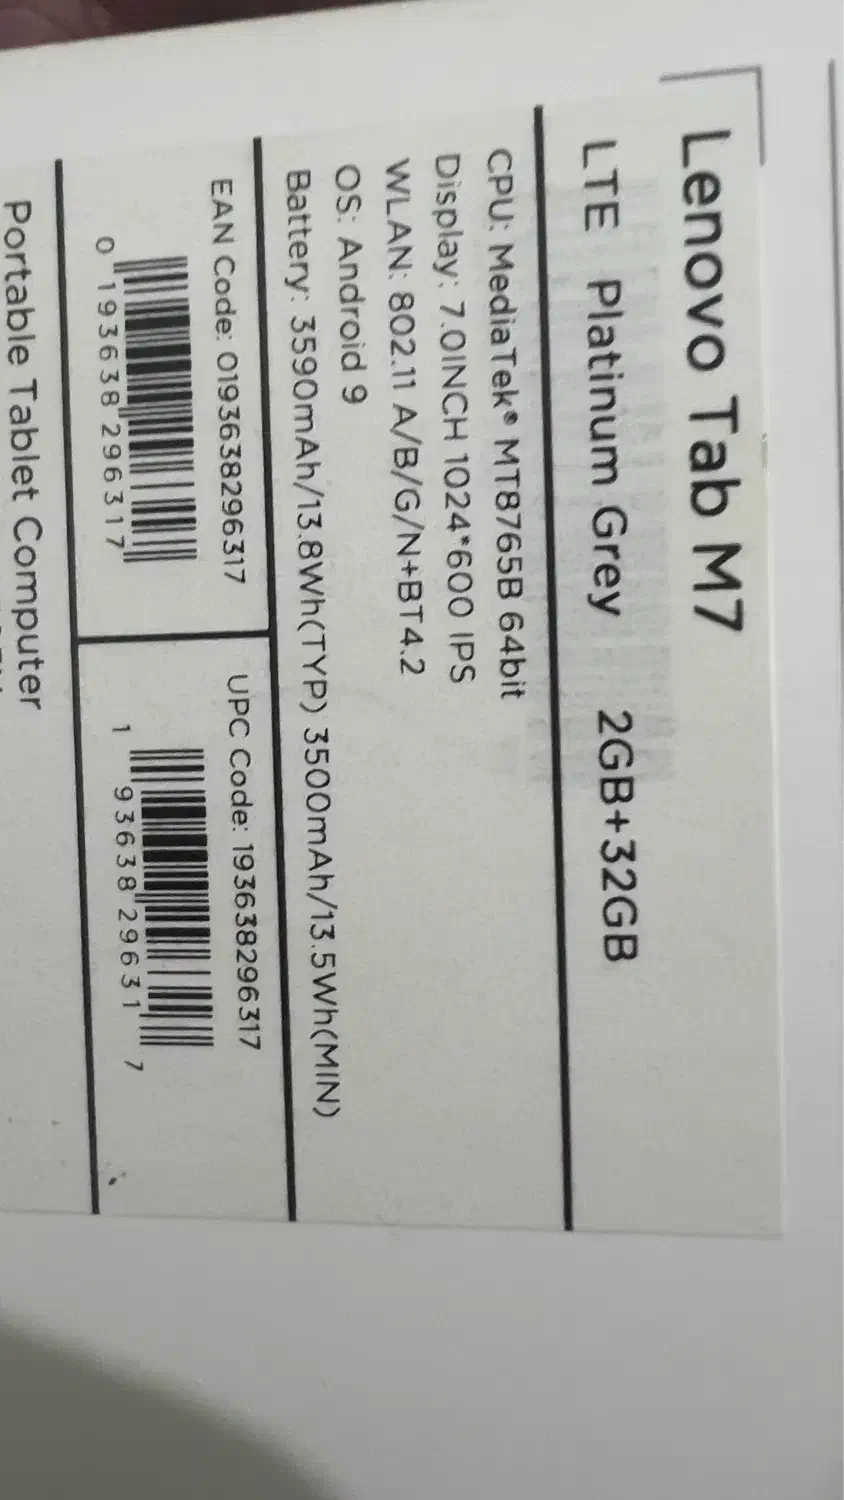 Lenovo Tab M7
LTE Platinum Grey 2GB+32GB
CPU: MediaTek® MT8765B 64bit
Display: 7.0INCH 1024*600 IPS
WLAN: 802.11 A/B/G/N+BT4.2
OS: Android 9
Battery: 3590mAh/13.8Wh(TYP) 3500mAh/13.5Wh(MIN)
EAN Code: 0193638296317
0 193638 296317
UPC Code: 193638296317
1 93638 29631 7
Portable Tablet Computer